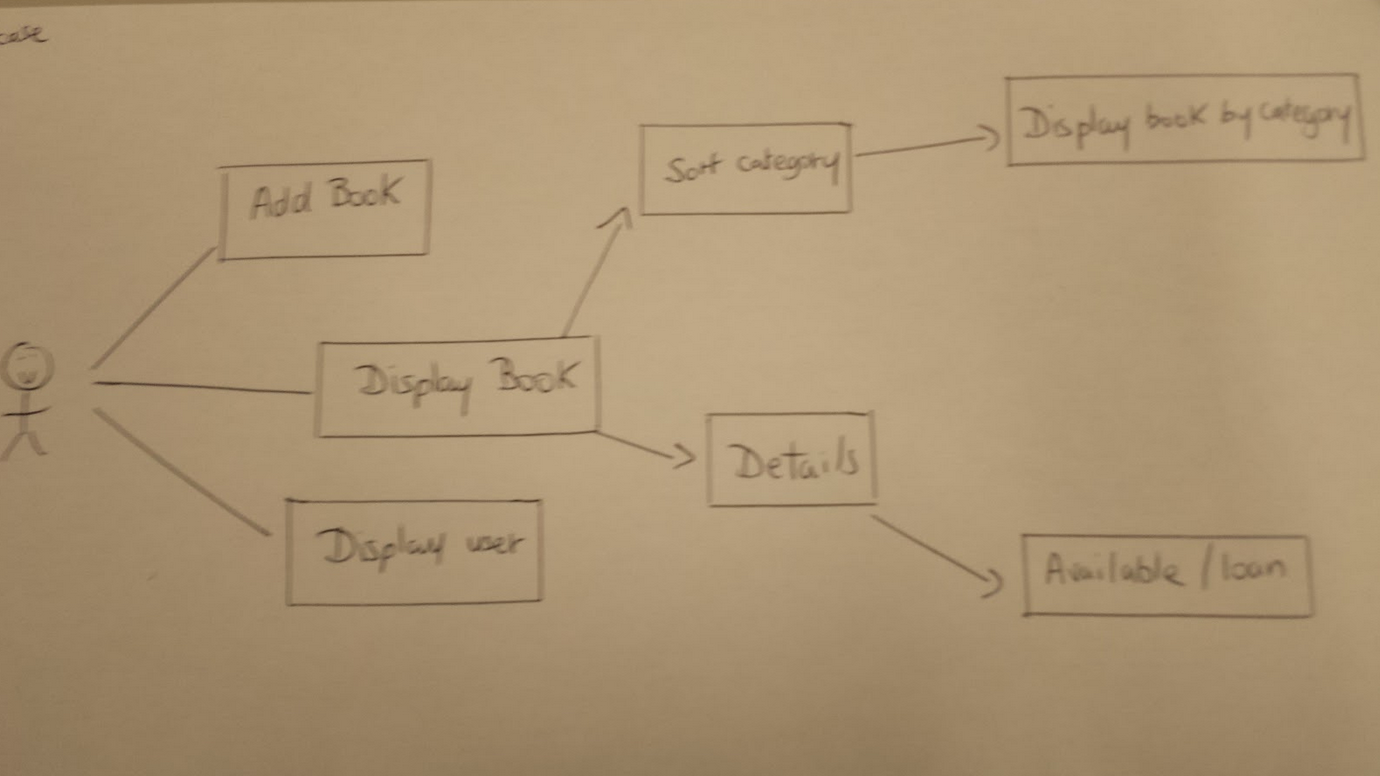 case
Add Book
Sort category
Display book by category
Display Book
Details
Display user
Available / loan